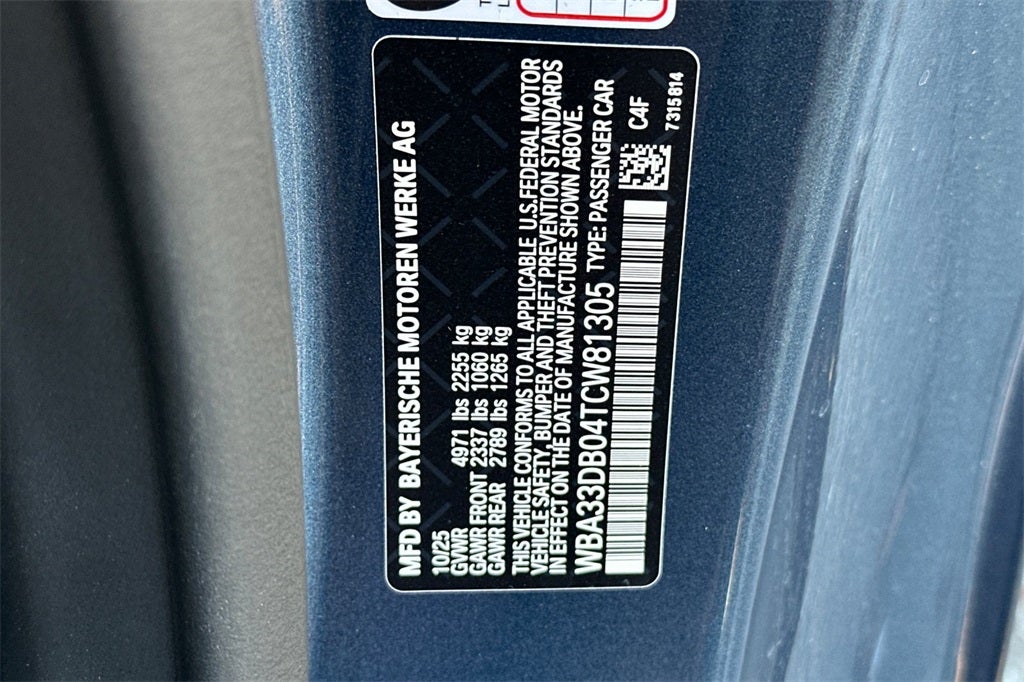 MFD BY BAYERISCHE MOTOREN WERKE AG
10/25
GVWR 4971 lbs 2255 kg
GAWR FRONT 2337 lbs 1060 kg
GAWR REAR 2789 lbs 1265 kg
THIS VEHICLE CONFORMS TO ALL APPLICABLE U.S.FEDERAL MOTOR
VEHICLE SAFETY, BUMPER AND THEFT PREVENTION STANDARDS
IN EFFECT ON THE DATE OF MANUFACTURE SHOWN ABOVE.
WBA33DB04TCW81305 TYPE: PASSENGER CAR
C4F
7315814